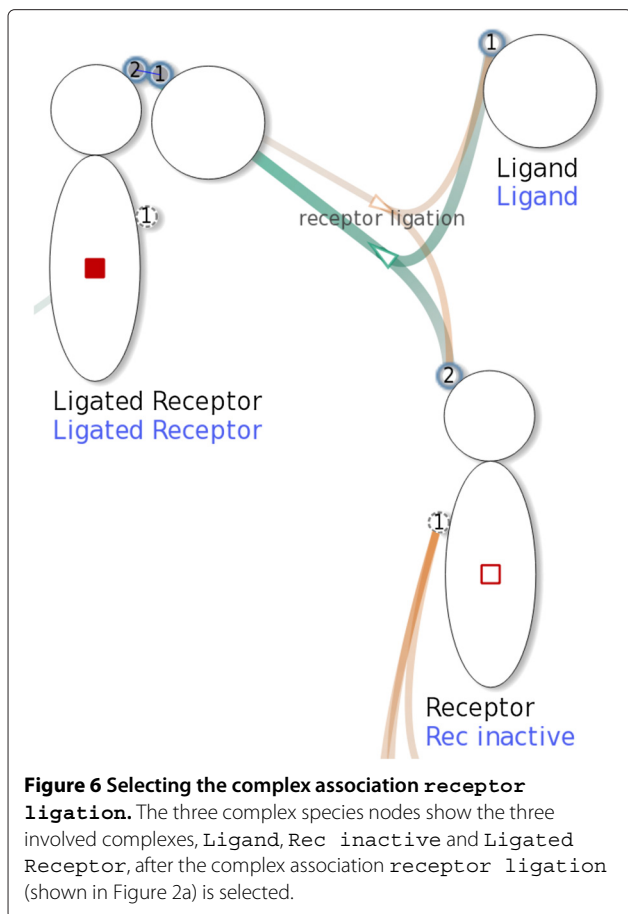 2 1
1
Ligand
Ligand
1
receptor ligation
2
Ligated Receptor
Ligated Receptor
1
Receptor
Rec inactive
Figure 6 Selecting the complex association receptor
ligation. The three complex species nodes show the three
involved complexes, Ligand, Rec inactive and Ligated
Receptor, after the complex association receptor ligation
(shown in Figure 2a) is selected.